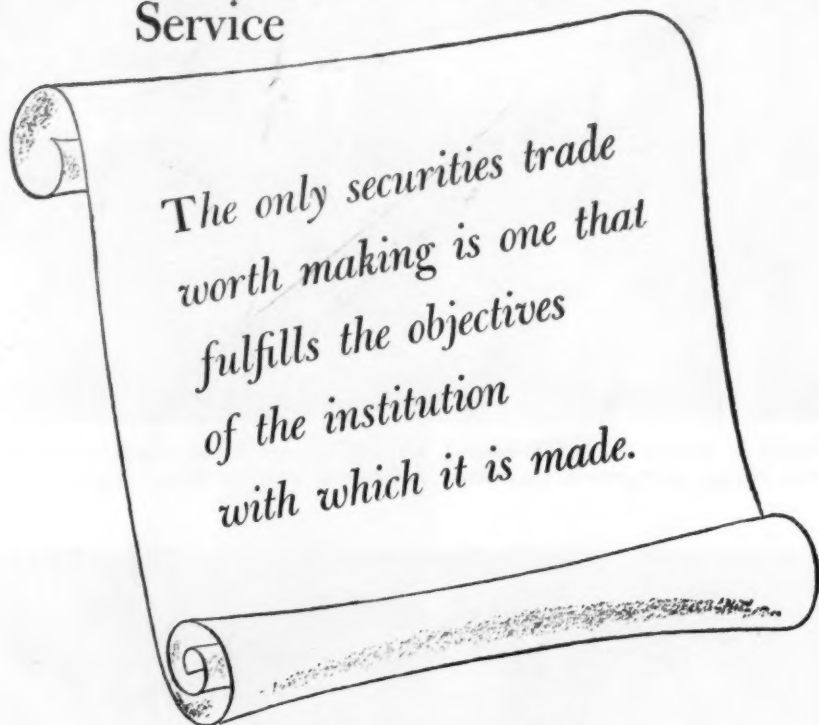 Service
The only securities trade
worth making is one that
fulfills the objectives
of the institution
with which it is made.